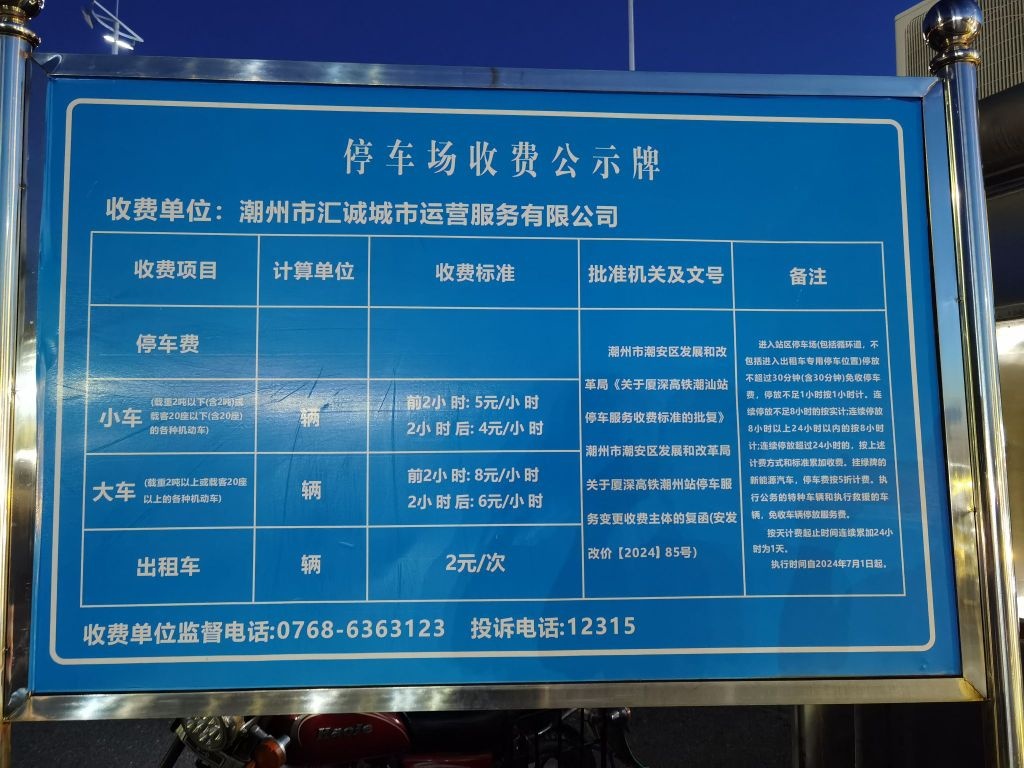 停车场收费公示牌
收费单位：潮州市汇诚城市运营服务有限公司
收费项目 计算单位 收费标准 批准机关及文号 备注
停车费
小车 (载重2吨以下(含2吨)或
载客20座以下(含20座)
的各种机动车)
辆
前2小 时: 5元/小 时
2小 时 后: 4元/小 时
大车 (载重2吨以上或载客20座
以上的各种机动车)
辆
前2小 时: 8元/小 时
2小 时 后: 6元/小 时
出租车 辆 2元/次
潮州市潮安区发展和改
革局《关于厦深高铁潮汕站
停车服务收费标准的批复》
潮州市潮安区发展和改革局
关于厦深高铁潮州站停车服
务变更收费主体的复函(安发
改价【2024】85号)
进入站区停车场(包括循环道，不
包括进入出租车专用停车位置)停放
不超过30分钟(含30分钟)免收停车
费，停放不足1小时按1小时计。连
续停放不足8小时的按实计;连续停放
8小时以上24小时以内的按8小时
计;连续停放超过24小时的，按上述
计费方式和标准累加收费。挂绿牌的
新能源汽车，停车费按5折计费。执
行公务的特种车辆和执行救援的车
辆，免收车辆停放服务费。
按天计费起止时间连续累加24小
时为1天。
执行时间自2024年7月1日起。
收费单位监督电话:0768-6363123 投诉电话:12315
Haojue